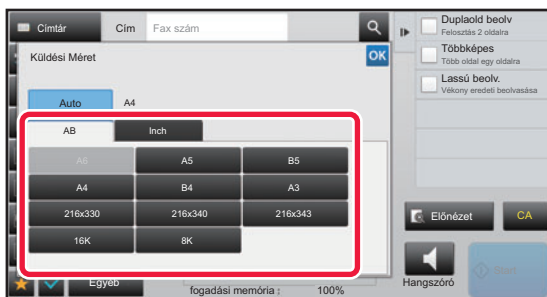 Címtár
Cím
Fax szám
Küldési Méret
OK
Auto
A4
AB
Inch
A6
A5
B5
A4
B4
A3
216x330
216x340
216x343
16K
8K
Egyéb
fogadási memória : 100%
Duplaold beolv
Felosztás 2 oldalra
Többképes
Több oldal egy oldalra
Lassú beolv.
Vékony eredeti beolvasása
Előnézet
CA
Hangszóró
Start